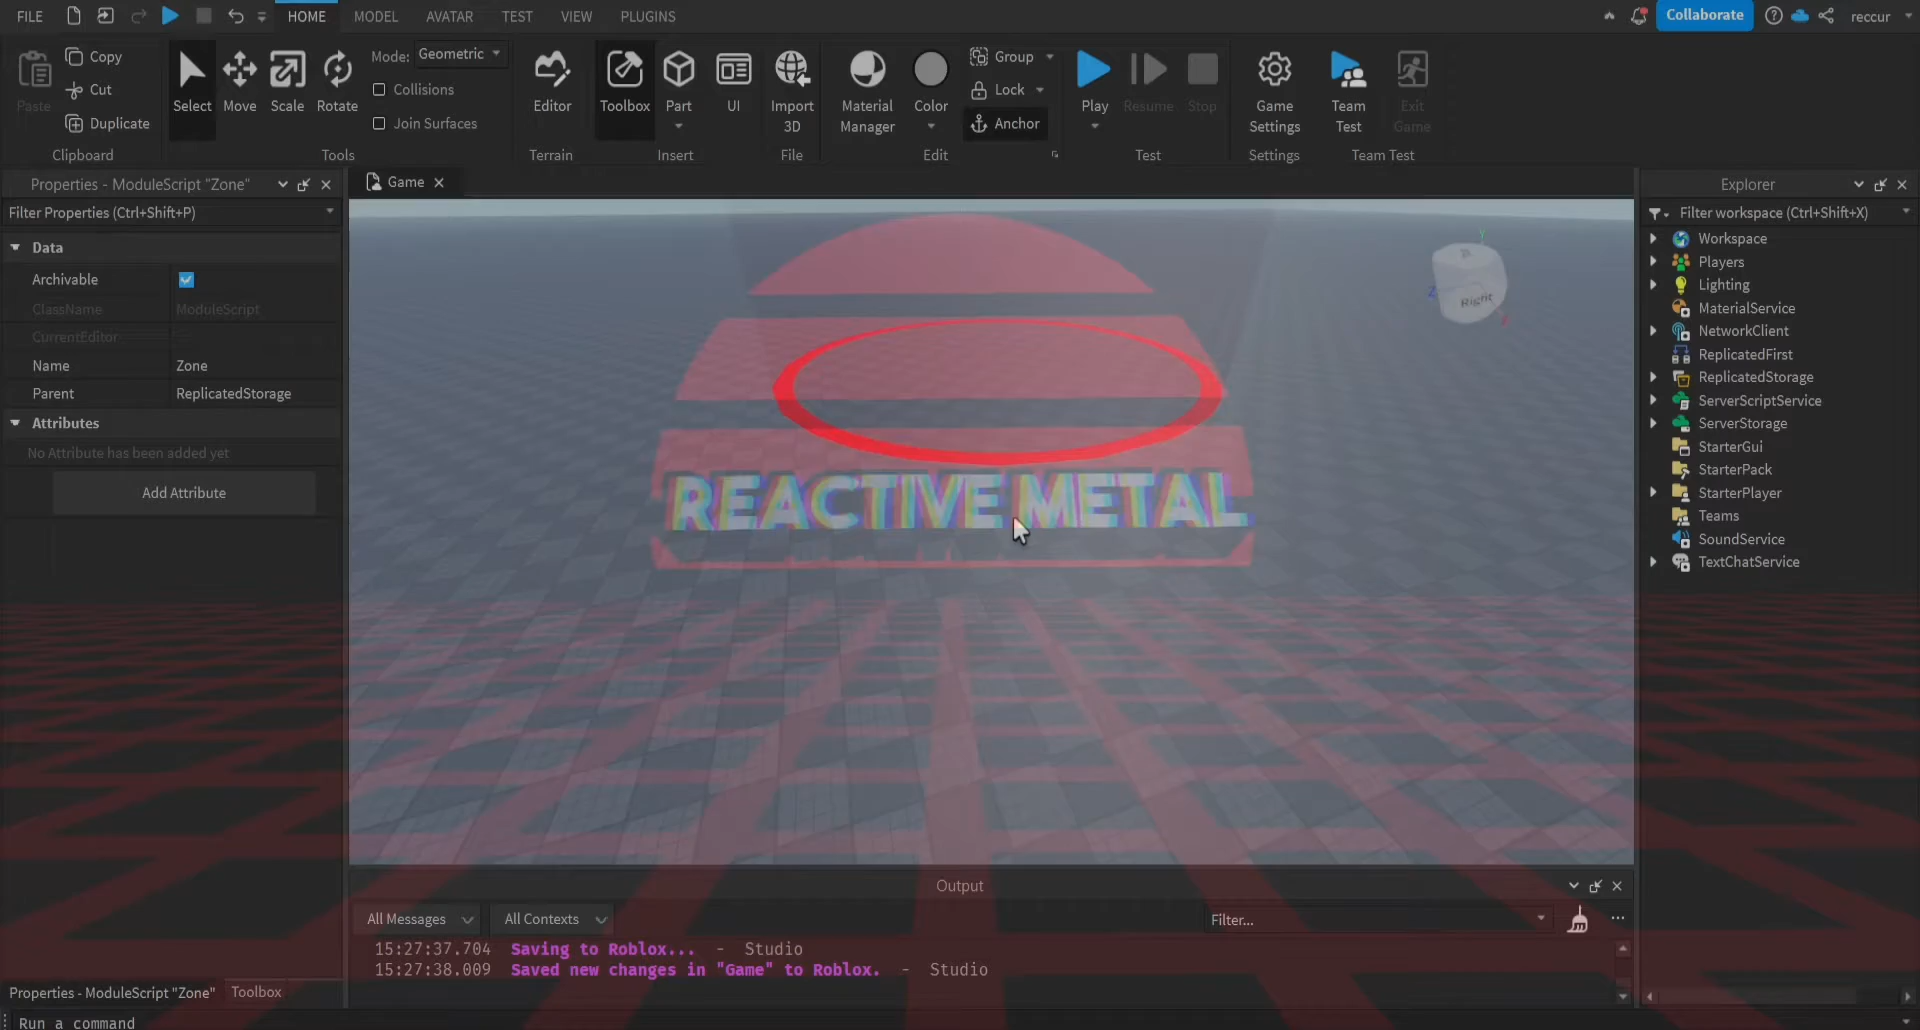 FILE HOME MODEL AVATAR TEST VIEW PLUGINS Collaborate reccur
Paste Copy Cut Duplicate Clipboard
Select Move Scale Rotate Mode: Geometric Collisions Join Surfaces Tools
Editor Terrain
Toolbox Part UI Insert
Import 3D File
Material Manager Color Group Lock Anchor Edit
Play Resume Stop Test
Game Settings Settings
Team Test Exit Game Team Test
Properties - ModuleScript "Zone"
Filter Properties (Ctrl+Shift+P)
Data
Archivable
ClassName ModuleScript
CurrentEditor
Name Zone
Parent ReplicatedStorage
Attributes
No Attribute has been added yet
Add Attribute
Game
Right
REACTIVE METAL
Explorer
Filter workspace (Ctrl+Shift+X)
Workspace
Players
Lighting
MaterialService
NetworkClient
ReplicatedFirst
ReplicatedStorage
ServerScriptService
ServerStorage
StarterGui
StarterPack
StarterPlayer
Teams
SoundService
TextChatService
Output
All Messages All Contexts Filter...
15:27:37.704 Saving to Roblox... - Studio
15:27:38.009 Saved new changes in "Game" to Roblox. - Studio
Properties - ModuleScript "Zone" Toolbox
Run a command